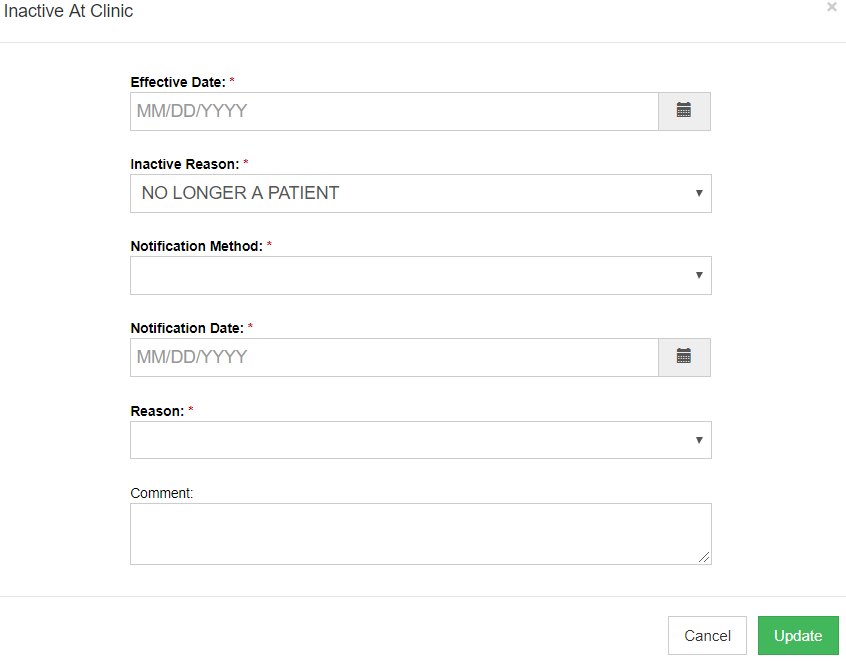 Inactive At Clinic
×
Effective Date: *
MM/DD/YYYY
Inactive Reason: *
NO LONGER A PATIENT
Notification Method: *
Notification Date: *
MM/DD/YYYY
Reason: *
Comment:
Cancel Update